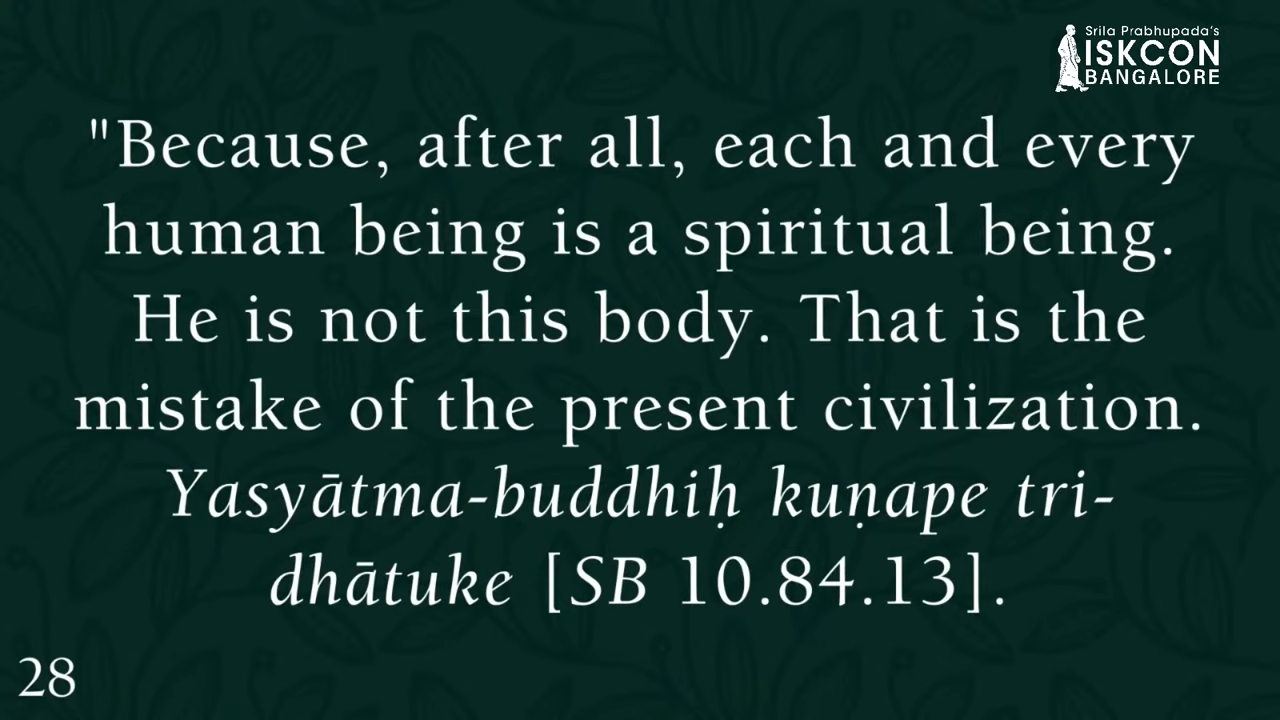 Srila Prabhupada's
ISKCON
BANGALORE
"Because, after all, each and every
human being is a spiritual being.
He is not this body. That is the
mistake of the present civilization.
Yasyātma-buddhiḥ kuṇape tri-
dhātuke [SB 10.84.13].
28